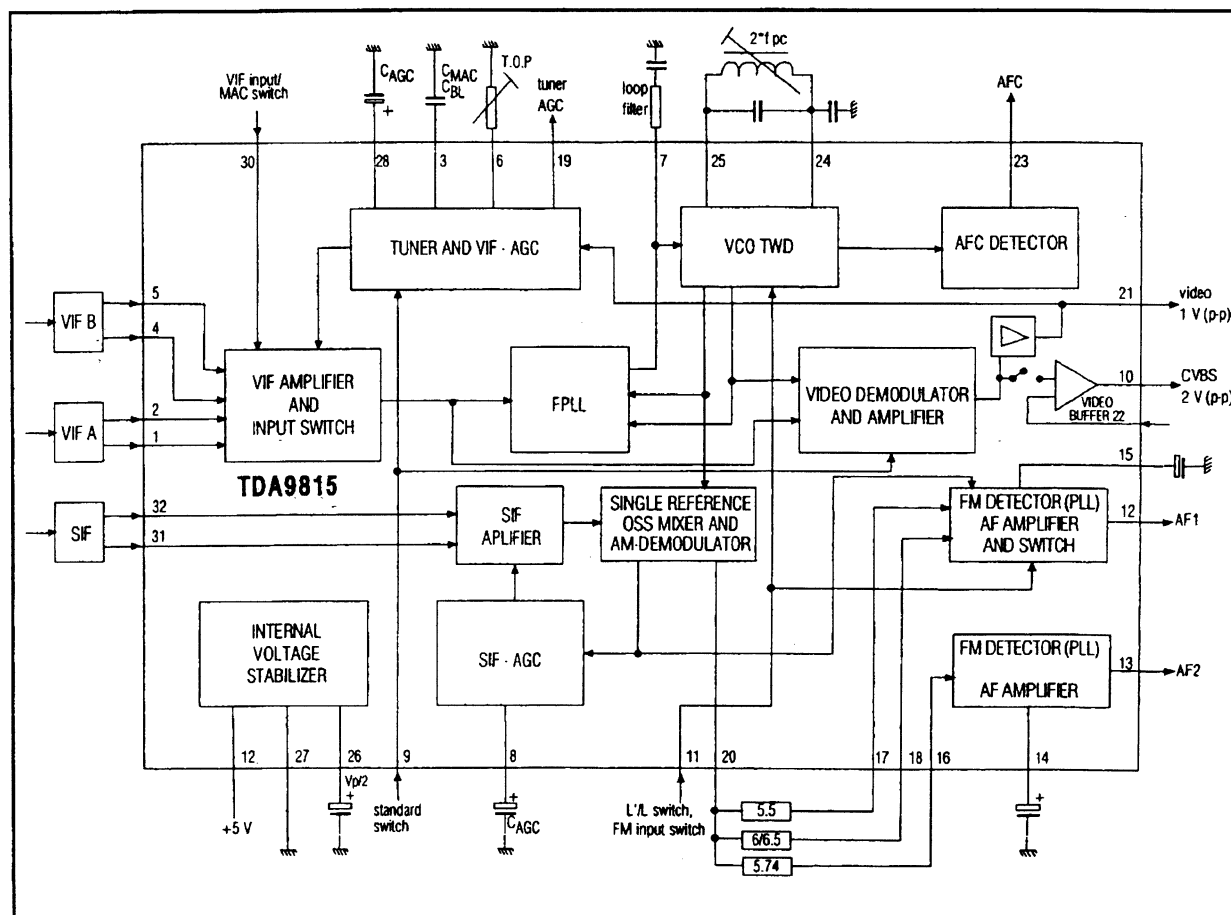 2*f pc
C AGC
C MAC
C BL
T.O.P
tuner
AGC
loop
filter
VIF input/
MAC switch
AFC
30
28
3
6
19
7
25
24
23
TUNER AND VIF - AGC
VCO TWD
AFC DETECTOR
VIF B
5
4
VIF A
2
1
VIF AMPLIFIER
AND
INPUT SWITCH
FPLL
VIDEO DEMODULATOR
AND AMPLIFIER
21
video
1 V (p-p)
10
CVBS
2 V (p-p)
VIDEO
BUFFER 22
TDA9815
SIF
32
31
SIF
APLIFIER
SINGLE REFERENCE
QSS MIXER AND
AM-DEMODULATOR
15
FM DETECTOR (PLL)
AF AMPLIFIER
AND SWITCH
12
AF1
INTERNAL
VOLTAGE
STABILIZER
SIF - AGC
FM DETECTOR (PLL)
AF AMPLIFIER
13
AF2
12
27
26
9
8
11
20
17
18
16
14
+5 V
Vp/2
standard
switch
C AGC
L'/L switch,
FM input switch
5.5
6/6.5
5.74